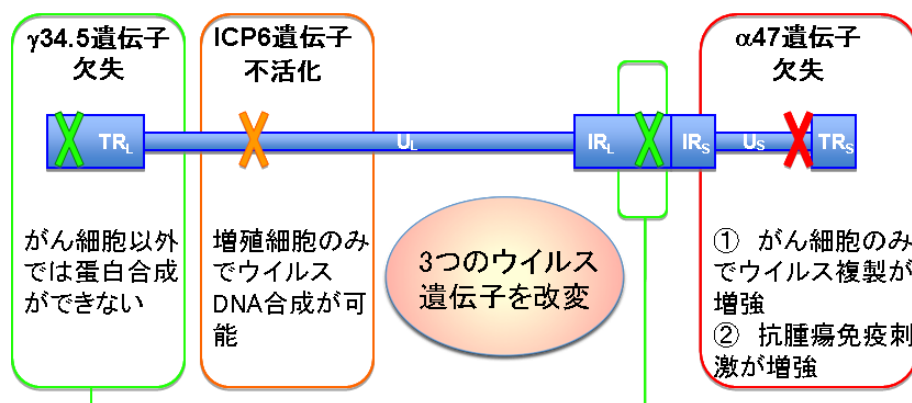 γ34.5遺伝子
欠失
ICP6遺伝子
不活化
α47遺伝子
欠失
TRL
UL
IRL
IRS
US
TRS
がん細胞以外
では蛋白合成
ができない
増殖細胞のみ
でウイルス
DNA合成が可
能
3つのウイルス
遺伝子を改変
① がん細胞のみ
でウイルス複製が
増強
② 抗腫瘍免疫刺
激が増強